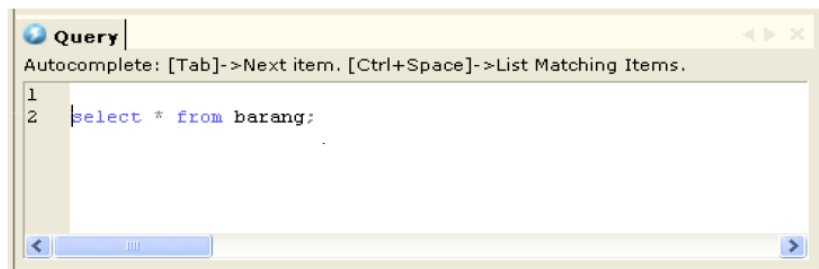 Query
Autocomplete: [Tab]->Next item. [Ctrl+Space]->List Matching Items.
1
2 select * from barang;